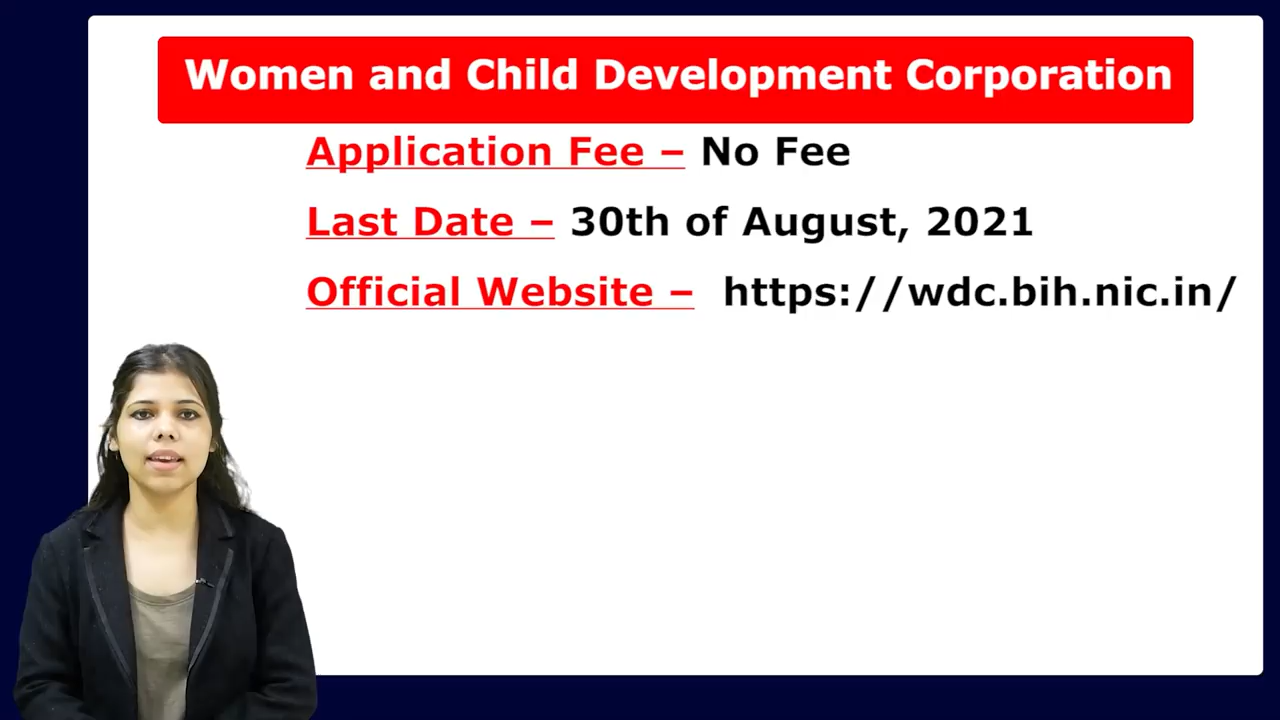 Women and Child Development Corporation
Application Fee – No Fee
Last Date – 30th of August, 2021
Official Website – https://wdc.bih.nic.in/